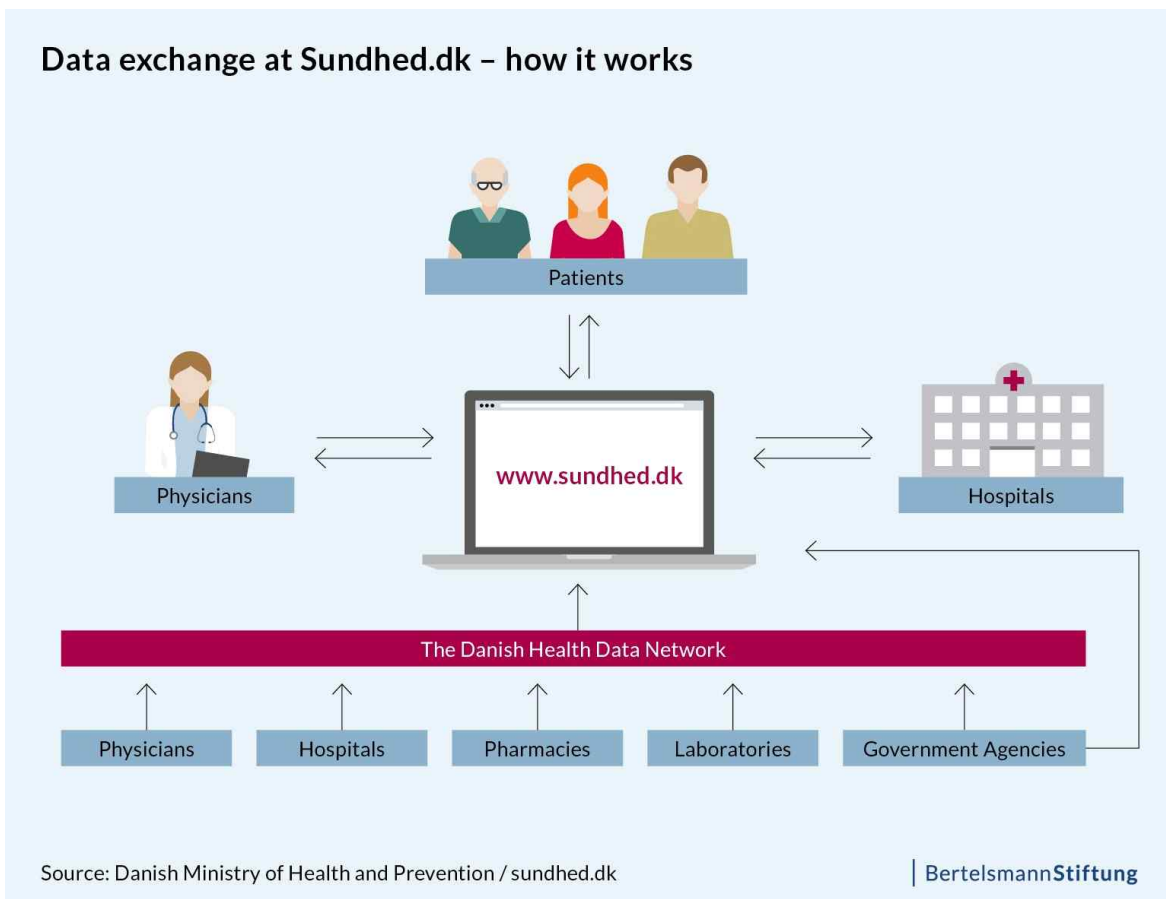 Data exchange at Sundhed.dk – how it works
Patients
www.sundhed.dk
Physicians
Hospitals
The Danish Health Data Network
Physicians
Hospitals
Pharmacies
Laboratories
Government Agencies
Source: Danish Ministry of Health and Prevention / sundhed.dk
BertelsmannStiftung